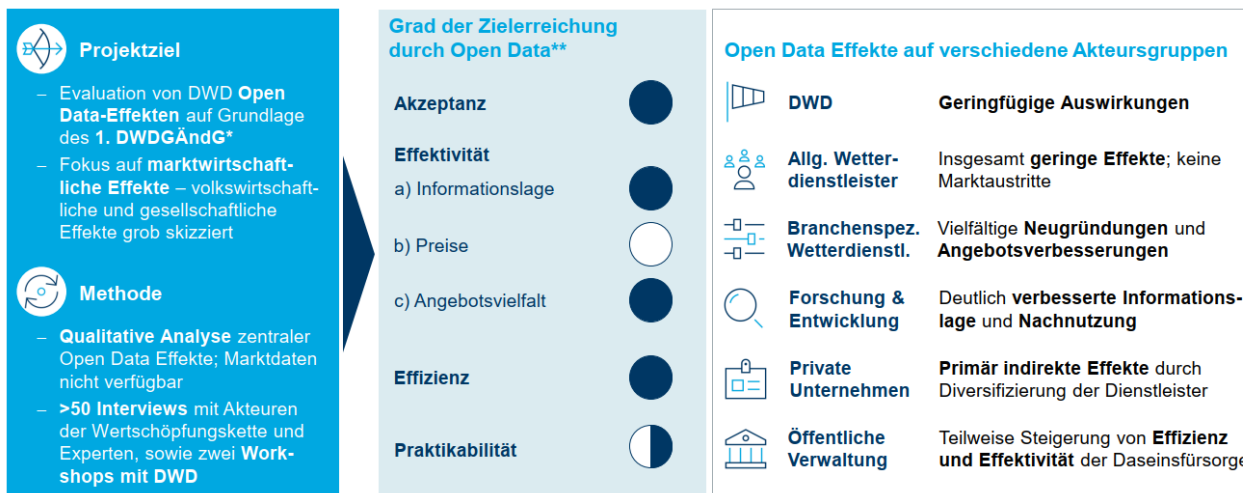 Projektziel
– Evaluation von DWD Open
Data-Effekten auf Grundlage
des 1. DWDGÄndG*
– Fokus auf marktwirtschaft-
liche Effekte – volkswirtschaft-
liche und gesellschaftliche
Effekte grob skizziert
Methode
– Qualitative Analyse zentraler
Open Data Effekte; Marktdaten
nicht verfügbar
– >50 Interviews mit Akteuren
der Wertschöpfungskette und
Experten, sowie zwei Work-
shops mit DWD
Grad der Zielerreichung
durch Open Data**
Akzeptanz
Effektivität
a) Informationslage
b) Preise
c) Angebotsvielfalt
Effizienz
Praktikabilität
Open Data Effekte auf verschiedene Akteursgruppen
DWD
Geringfügige Auswirkungen
Allg. Wetter-
dienstleister
Insgesamt geringe Effekte; keine
Marktaustritte
Branchenspez.
Wetterdienstl.
Vielfältige Neugründungen und
Angebotsverbesserungen
Forschung &
Entwicklung
Deutlich verbesserte Informations-
lage und Nachnutzung
Private
Unternehmen
Primär indirekte Effekte durch
Diversifizierung der Dienstleister
Öffentliche
Verwaltung
Teilweise Steigerung von Effizienz
und Effektivität der Daseinsfürsorge